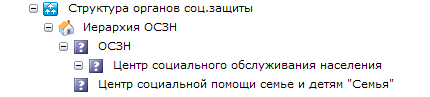 Структура органов соц.защиты
Иерархия ОСЗН
ОСЗН
Центр социального обслуживания населения
Центр социальной помощи семье и детям "Семья"